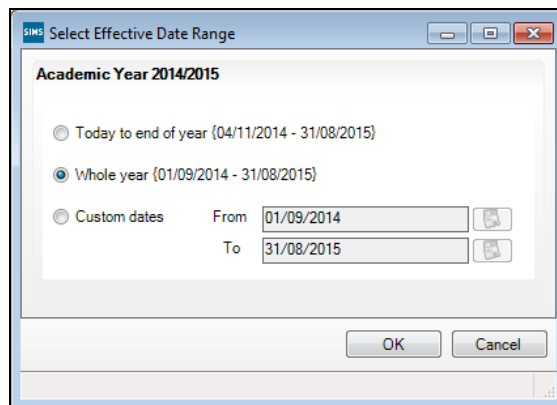 SIMS Select Effective Date Range
Academic Year 2014/2015
Today to end of year {04/11/2014 - 31/08/2015}
Whole year {01/09/2014 - 31/08/2015}
Custom dates From 01/09/2014
To 31/08/2015
OK Cancel